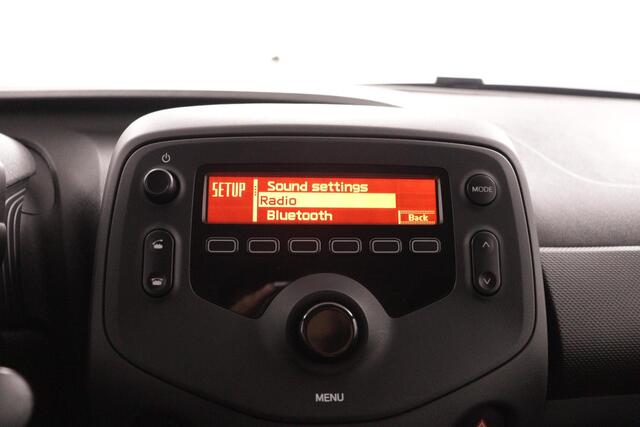 SETUP
Sound settings
Radio
Bluetooth
Back
MODE
MENU